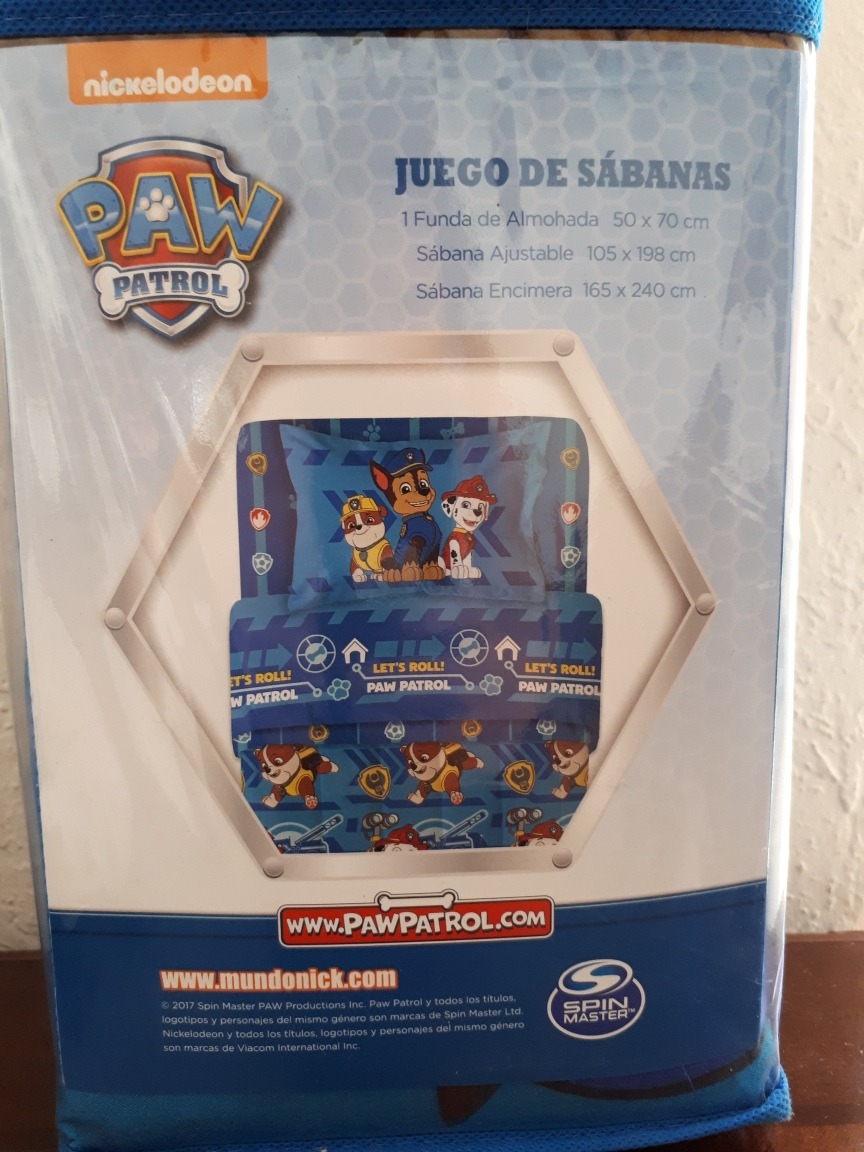 nickelodeon
PAW
PATROL
JUEGO DE SÁBANAS
1 Funda de Almohada 50 x 70 cm
Sábana Ajustable 105 x 198 cm
Sábana Encimera 165 x 240 cm
ET'S ROLL!
W PATROL
LET'S ROLL!
PAW PATROL
LET'S ROLL!
PAW PATROL
www.PAWPATROL.COM
www.mundonick.com
© 2017 Spin Master PAW Productions Inc. Paw Patrol y todos los títulos,
logotipos y personajes del mismo género son marcas de Spin Master Ltd.
Nickelodeon y todos los títulos, logotipos y personajes del mismo género
son marcas de Viacom International Inc.
SPIN
MASTER™